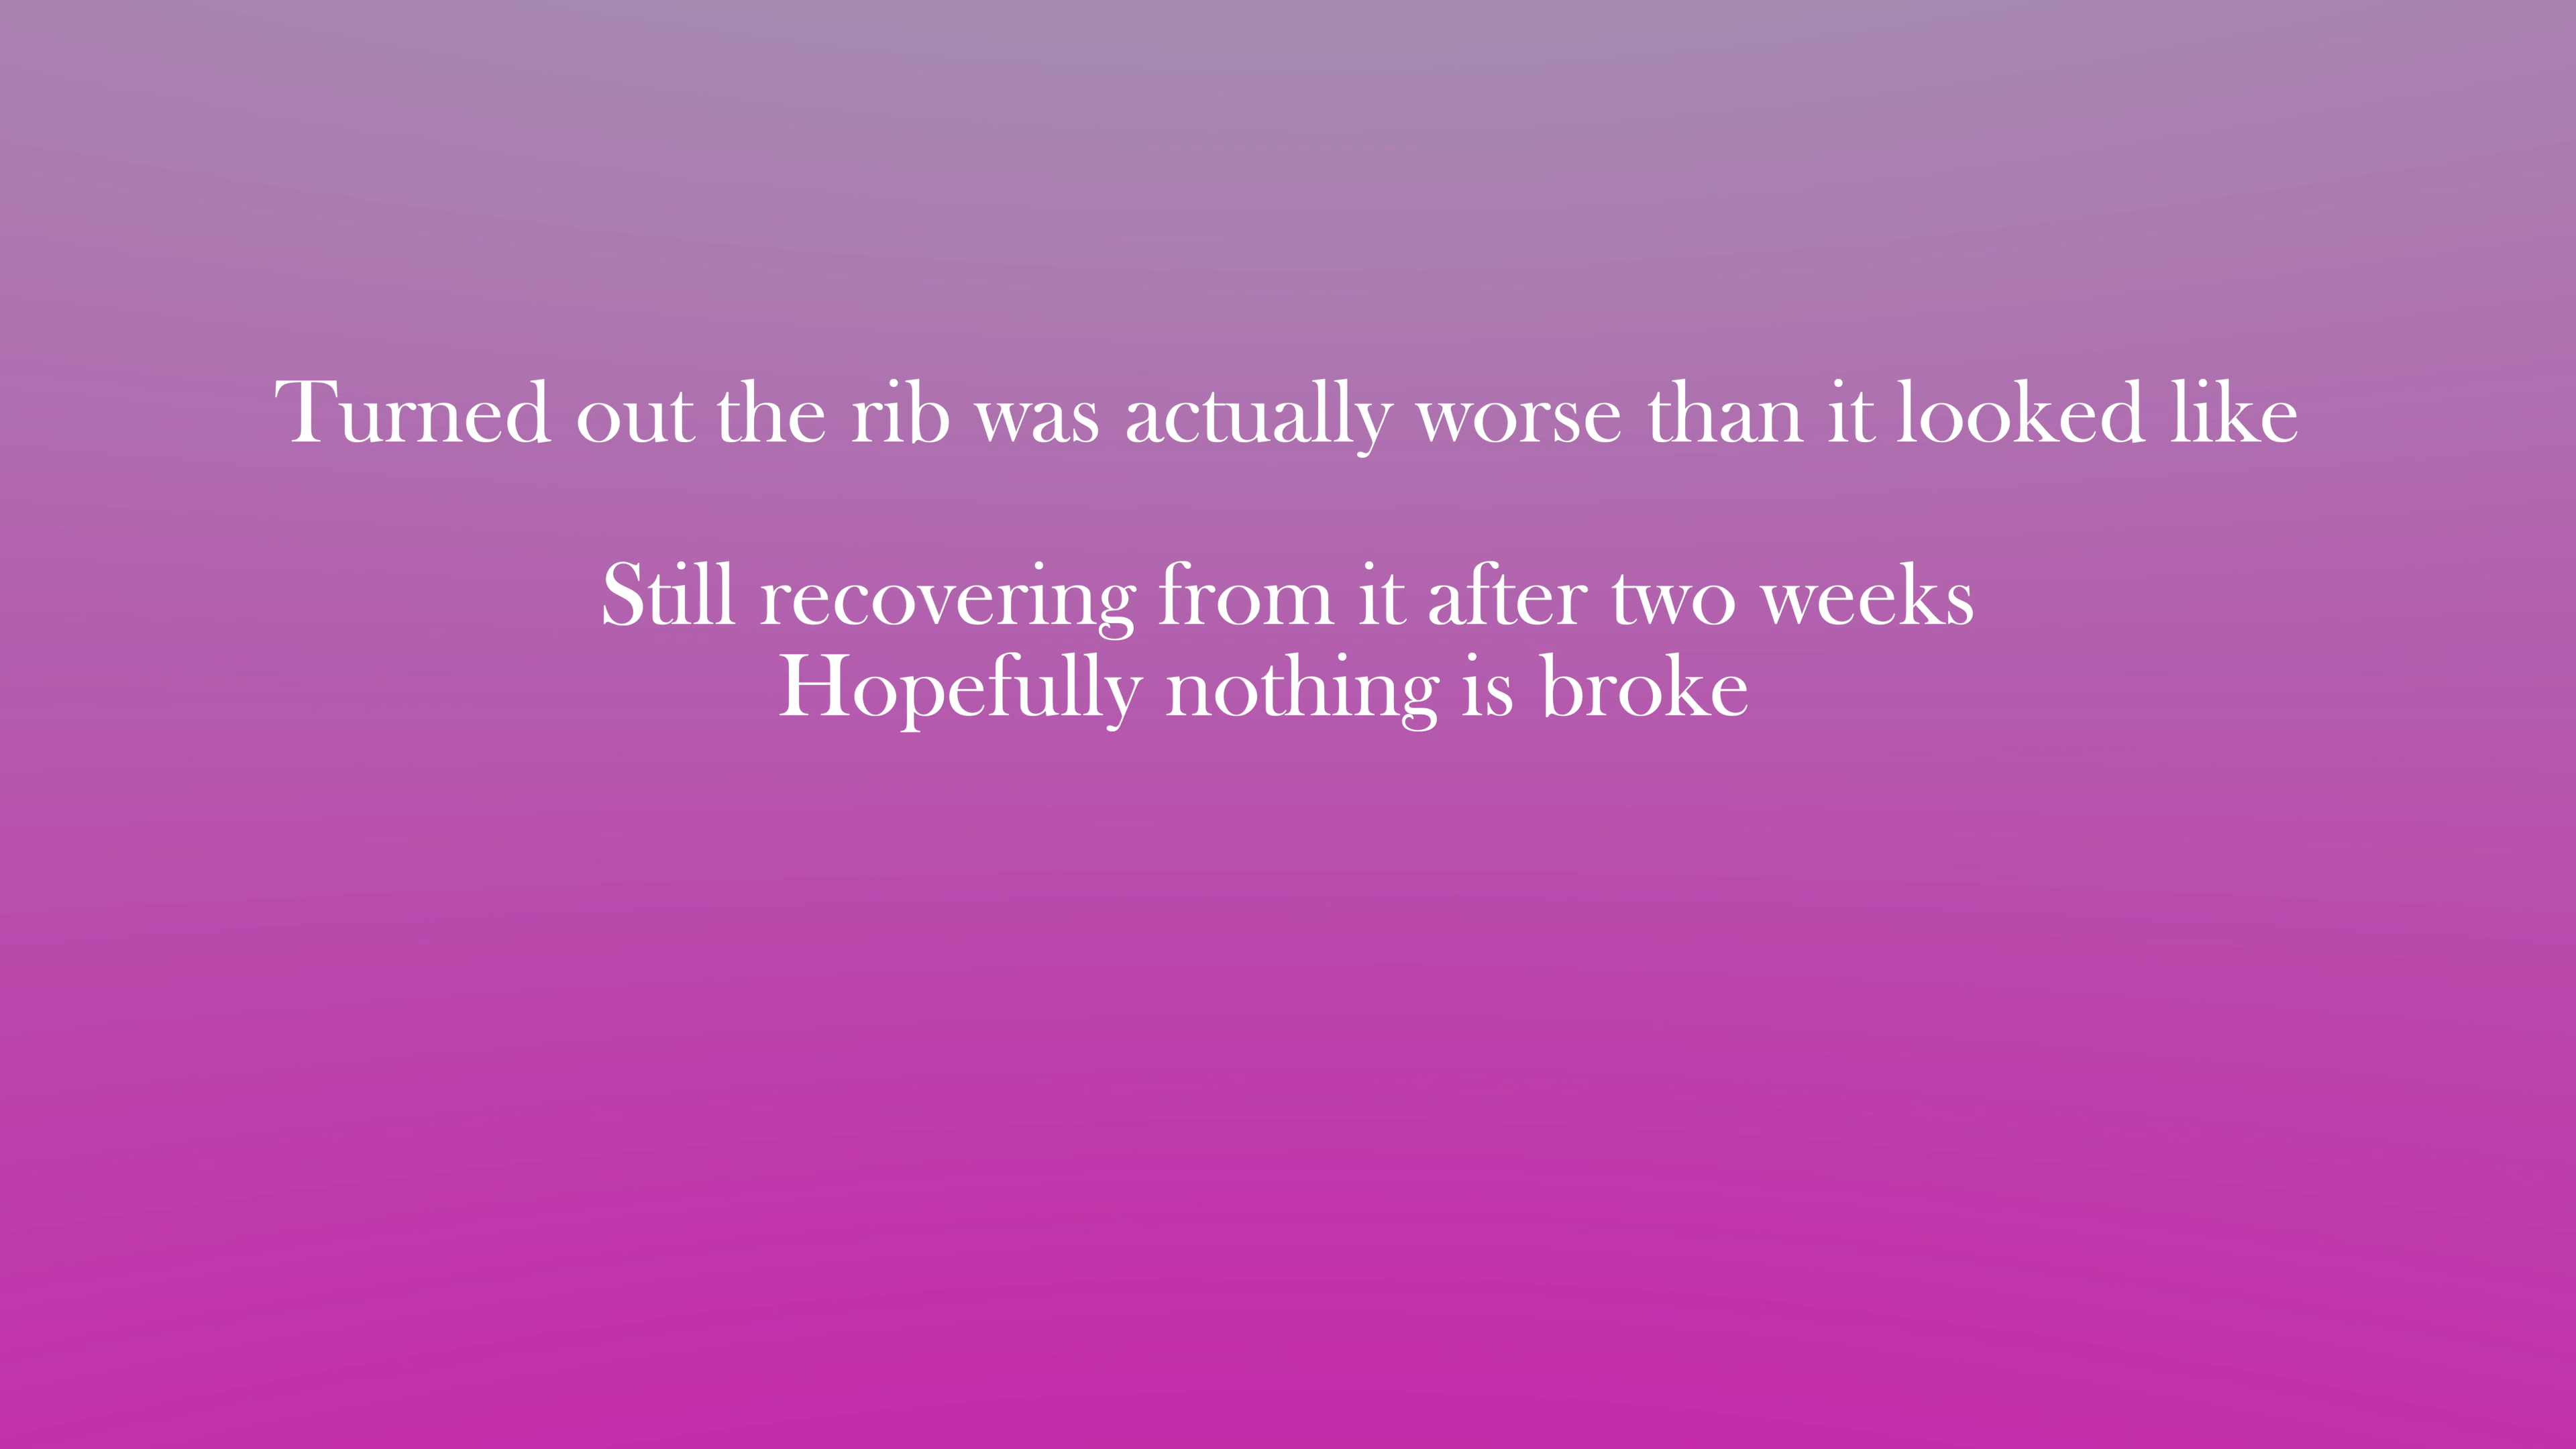 Turned out the rib was actually worse than it looked like
Still recovering from it after two weeks
Hopefully nothing is broke